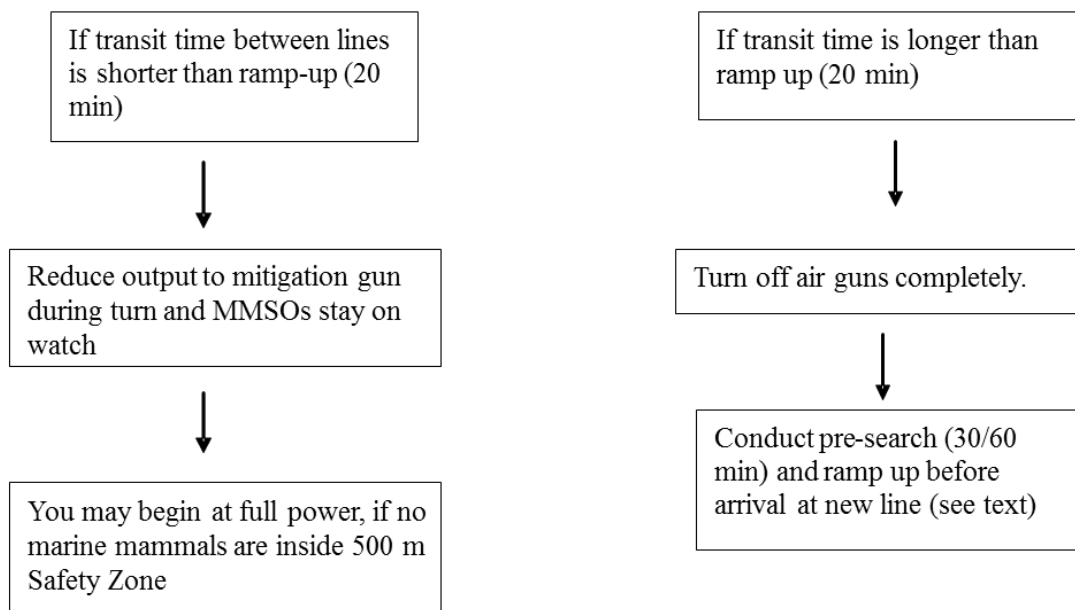 If transit time between lines
is shorter than ramp-up (20
min)
Reduce output to mitigation gun
during turn and MMSOs stay on
watch
You may begin at full power, if no
marine mammals are inside 500 m
Safety Zone
If transit time is longer than
ramp up (20 min)
Turn off air guns completely.
Conduct pre-search (30/60
min) and ramp up before
arrival at new line (see text)